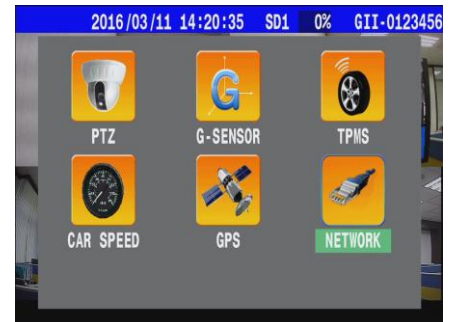 2016/03/11 14:20:35 SD1 0% GII-0123456
G
PTZ G-SENSOR TPMS
CAR SPEED GPS NETWORK